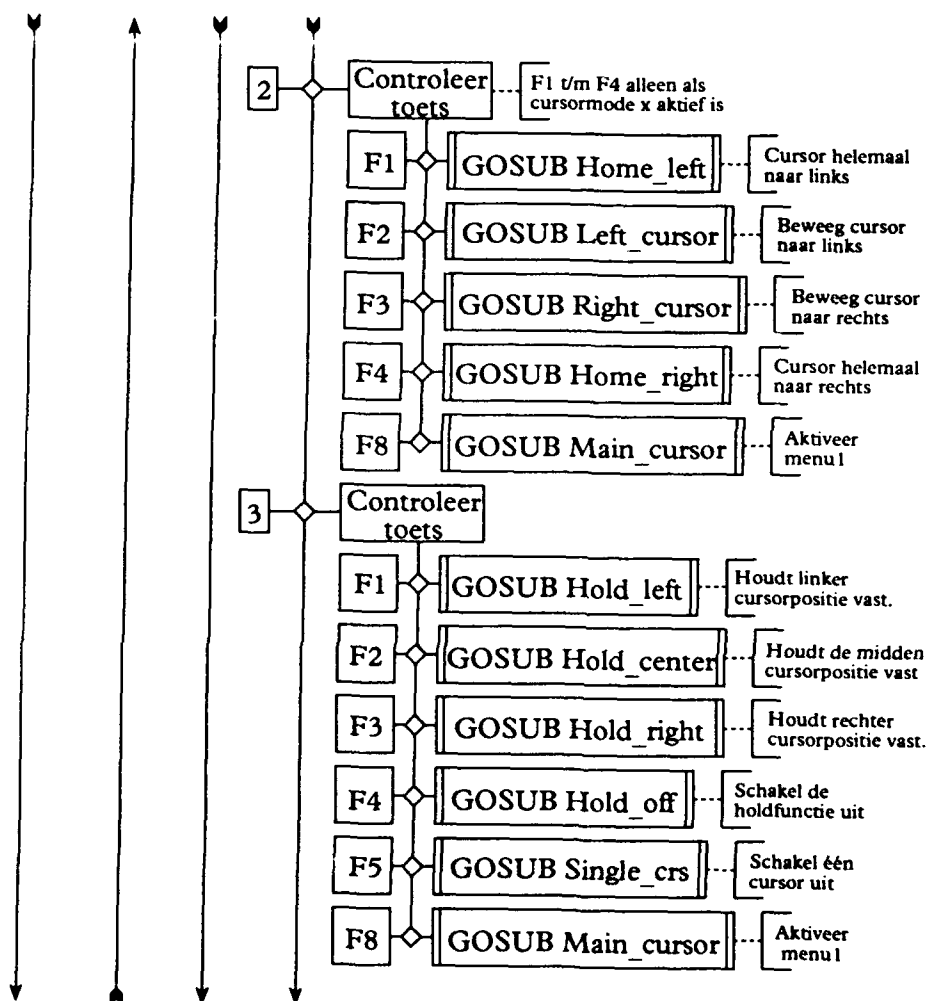 2
Controleer
toets
F1 t/m F4 alleen als
cursormode x aktief is
F1
GOSUB Home_left
Cursor helemaal
naar links
F2
GOSUB Left_cursor
Beweeg cursor
naar links
F3
GOSUB Right_cursor
Beweeg cursor
naar rechts
F4
GOSUB Home_right
Cursor helemaal
naar rechts
F8
GOSUB Main_cursor
Aktiveer
menu1
3
Controleer
toets
F1
GOSUB Hold_left
Houdt linker
cursorpositie vast.
F2
GOSUB Hold_center
Houdt de midden
cursorpositie vast
F3
GOSUB Hold_right
Houdt rechter
cursorpositie vast.
F4
GOSUB Hold_off
Schakel de
holdfunctie uit
F5
GOSUB Single_crs
Schakel één
cursor uit
F8
GOSUB Main_cursor
Aktiveer
menu1